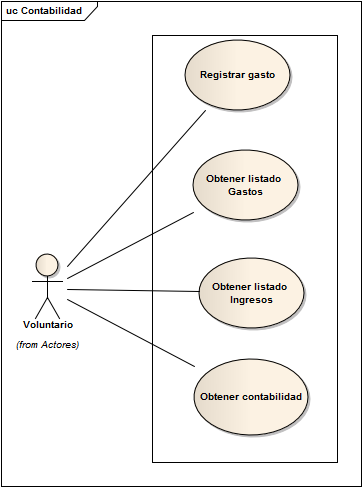 uc Contabilidad
Registrar gasto
Obtener listado
Gastos
Obtener listado
Ingresos
Voluntario
(from Actores)
Obtener contabilidad